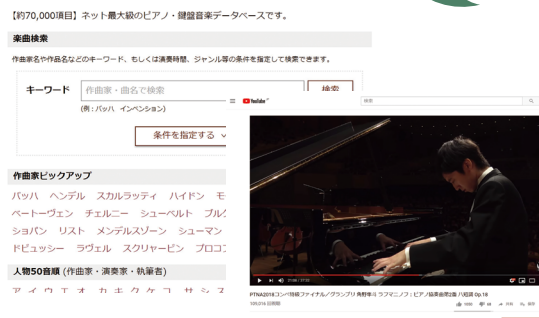 【約70,000項目】ネット最大級のピアノ・鍵盤音楽データベースです。
楽曲検索
作曲家名や作品名などのキーワード、もしくは演奏時間、ジャンル等の条件を指定して検索できます。
キーワード
作曲家・曲名で検索
検索
(例：バッハ インベンション)
条件を指定する
作曲家ピックアップ
バッハ ヘンデル スカルラッティ ハイドン モ
ベートーヴェン チェルニー シューベルト ブルク
ショパン リスト メンデルスゾーン シューマン
ドビュッシー ラヴェル スクリャービン プロコフ
人物50音順 (作曲家・演奏家・執筆者)
ア イ ウ エ オ カ キ ク ケ コ サ シ ス
YouTube
検索
PTNA2018コンペ特級ファイナル／グランプリ 角野隼斗 ラフマニノフ：ピアノ協奏曲第2番 ハ短調 Op.18
共有
保存